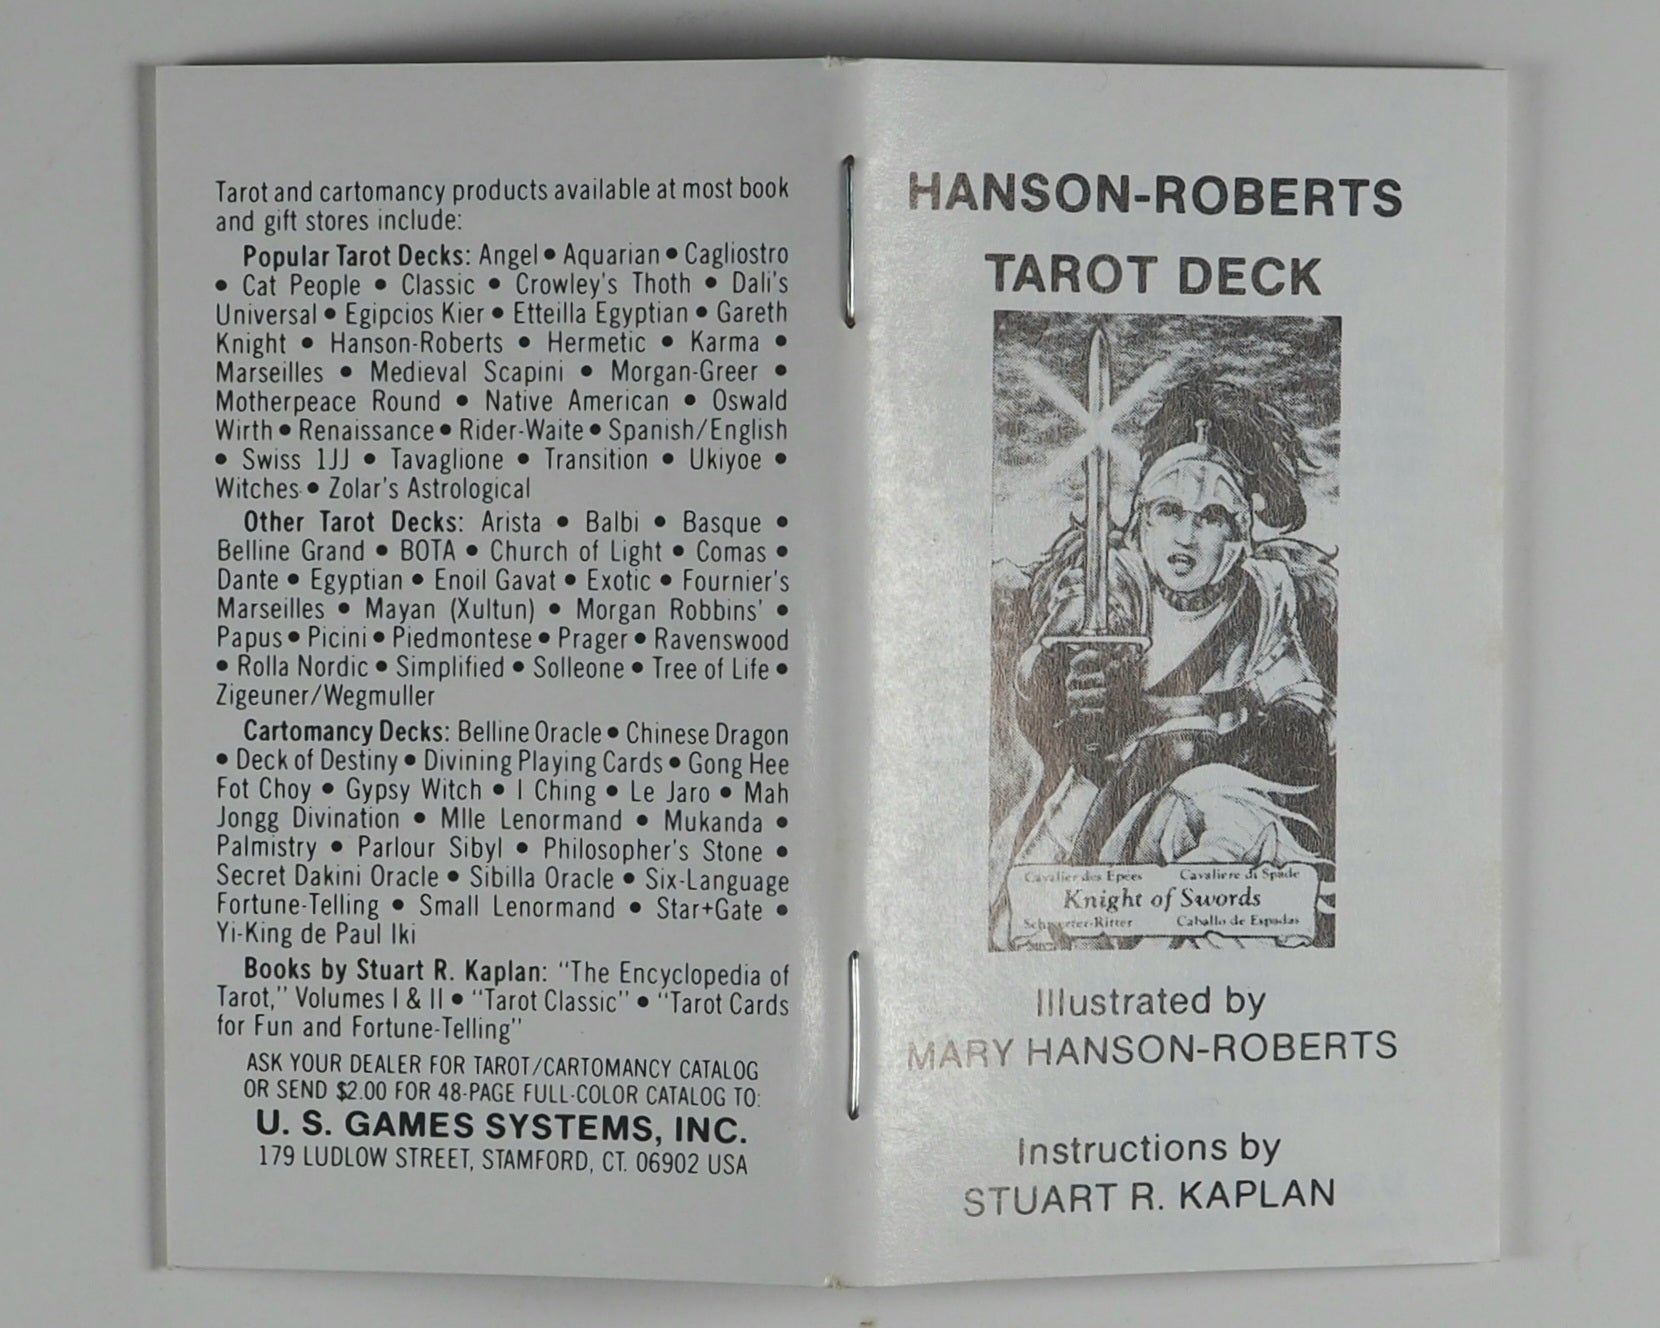 Tarot and cartomancy products available at most book
and gift stores include:
Popular Tarot Decks: Angel • Aquarian • Cagliostro
• Cat People • Classic • Crowley's Thoth • Dali's
Universal • Egipcios Kier • Etteilla Egyptian • Gareth
Knight • Hanson-Roberts • Hermetic • Karma •
Marseilles • Medieval Scapini • Morgan-Greer •
Motherpeace Round • Native American • Oswald
Wirth • Renaissance • Rider-Waite • Spanish/English
• Swiss 1JJ • Tavaglione • Transition • Ukiyoe •
Witches • Zolar's Astrological
Other Tarot Decks: Arista • Balbi • Basque •
Belline Grand • BOTA • Church of Light • Comas •
Dante • Egyptian • Enoil Gavat • Exotic • Fournier's
Marseilles • Mayan (Xultun) • Morgan Robbins' •
Papus • Picini • Piedmontese • Prager • Ravenswood
• Rolla Nordic • Simplified • Solleone • Tree of Life •
Zigeuner/Wegmuller
Cartomancy Decks: Belline Oracle • Chinese Dragon
• Deck of Destiny • Divining Playing Cards • Gong Hee
Fot Choy • Gypsy Witch • I Ching • Le Jaro • Mah
Jongg Divination • Mlle Lenormand • Mukanda •
Palmistry • Parlour Sibyl • Philosopher's Stone •
Secret Dakini Oracle • Sibilla Oracle • Six-Language
Fortune-Telling • Small Lenormand • Star+Gate •
Yi-King de Paul Iki
Books by Stuart R. Kaplan: "The Encyclopedia of
Tarot," Volumes I & II • "Tarot Classic" • "Tarot Cards
for Fun and Fortune-Telling"
ASK YOUR DEALER FOR TAROT/CARTOMANCY CATALOG
OR SEND $2.00 FOR 48-PAGE FULL-COLOR CATALOG TO:
U. S. GAMES SYSTEMS, INC.
179 LUDLOW STREET, STAMFORD, CT. 06902 USA
HANSON-ROBERTS
TAROT DECK
Cavalier des Epees Cavaliere di Spade
Knight of Swords
Schwerter-Ritter Caballo de Espadas
Illustrated by
MARY HANSON-ROBERTS
Instructions by
STUART R. KAPLAN